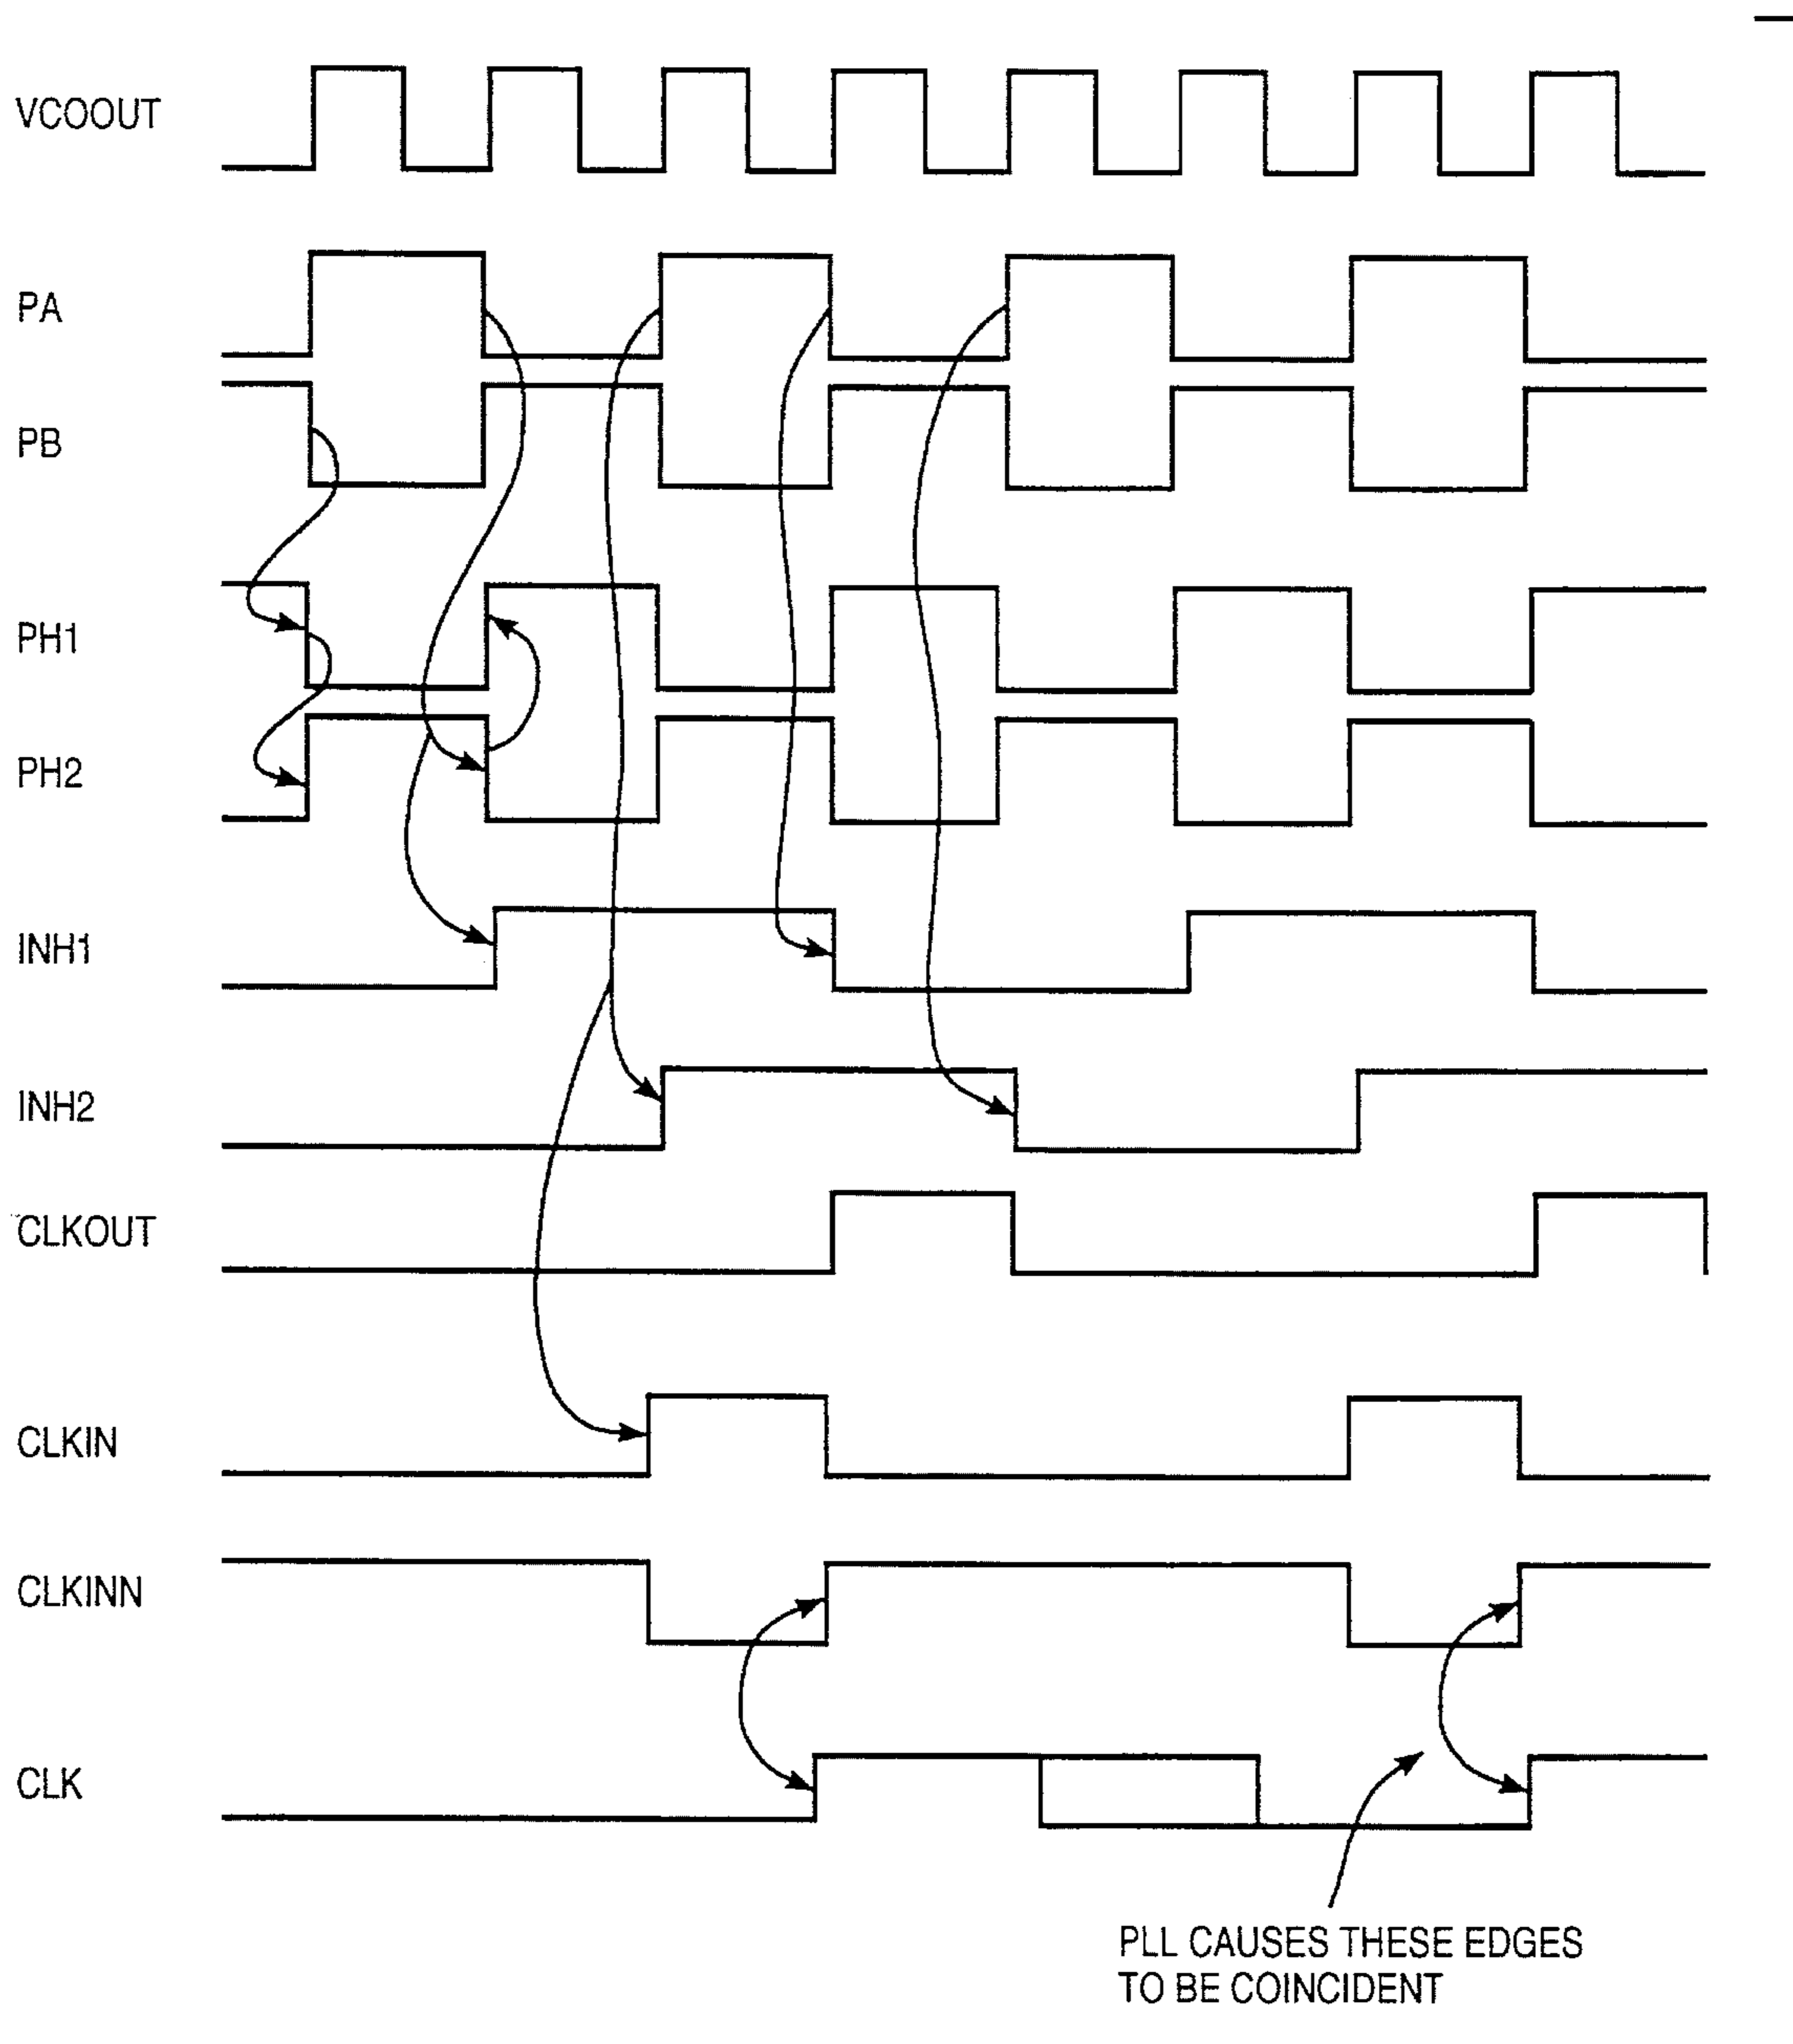 VCOOUT
PA
PB
PH1
PH2
INH1
INH2
CLKOUT
CLKIN
CLKINN
CLK
PLL CAUSES THESE EDGES
TO BE COINCIDENT